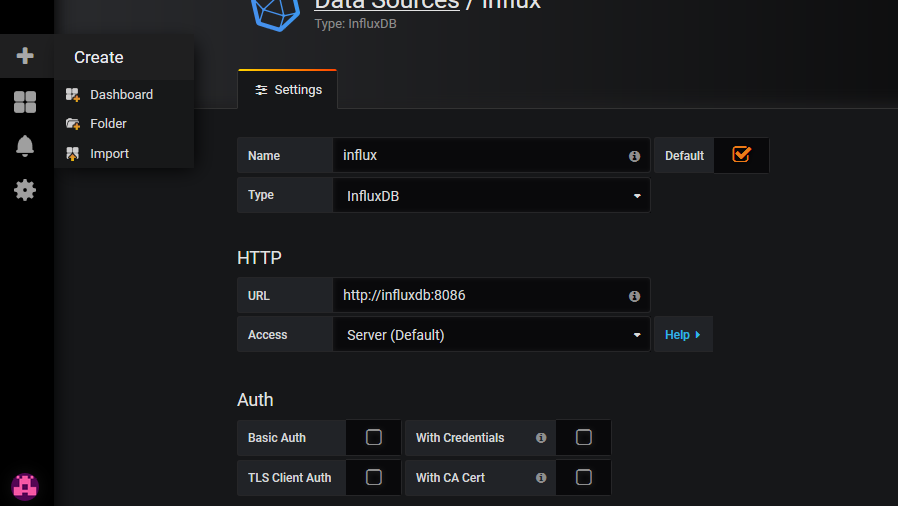 Data Sources / Influx
Type: InfluxDB
Create
Dashboard
Folder
Import
Settings
Name
influx
Default
Type
InfluxDB
HTTP
URL
http://influxdb:8086
Access
Server (Default)
Help
Auth
Basic Auth
With Credentials
TLS Client Auth
With CA Cert